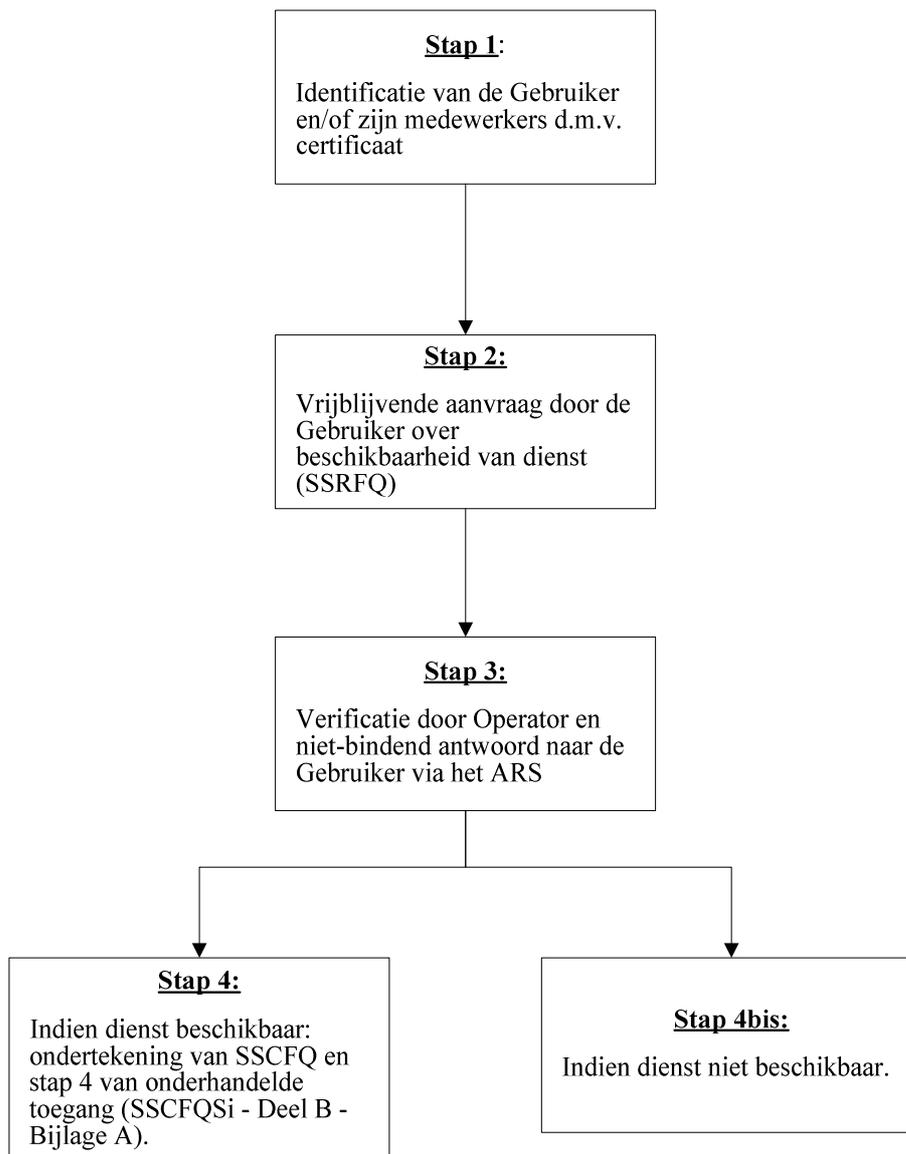 Stap 1:
Identificatie van de Gebruiker
en/of zijn medewerkers d.m.v.
certificaat
Stap 2:
Vrijblijvende aanvraag door de
Gebruiker over
beschikbaarheid van dienst
(SSRFQ)
Stap 3:
Verificatie door Operator en
niet-bindend antwoord naar de
Gebruiker via het ARS
Stap 4:
Indien dienst beschikbaar:
ondertekening van SSCFQ en
stap 4 van onderhandelde
toegang (SSCFQSi - Deel B -
Bijlage A).
Stap 4bis:
Indien dienst niet beschikbaar.